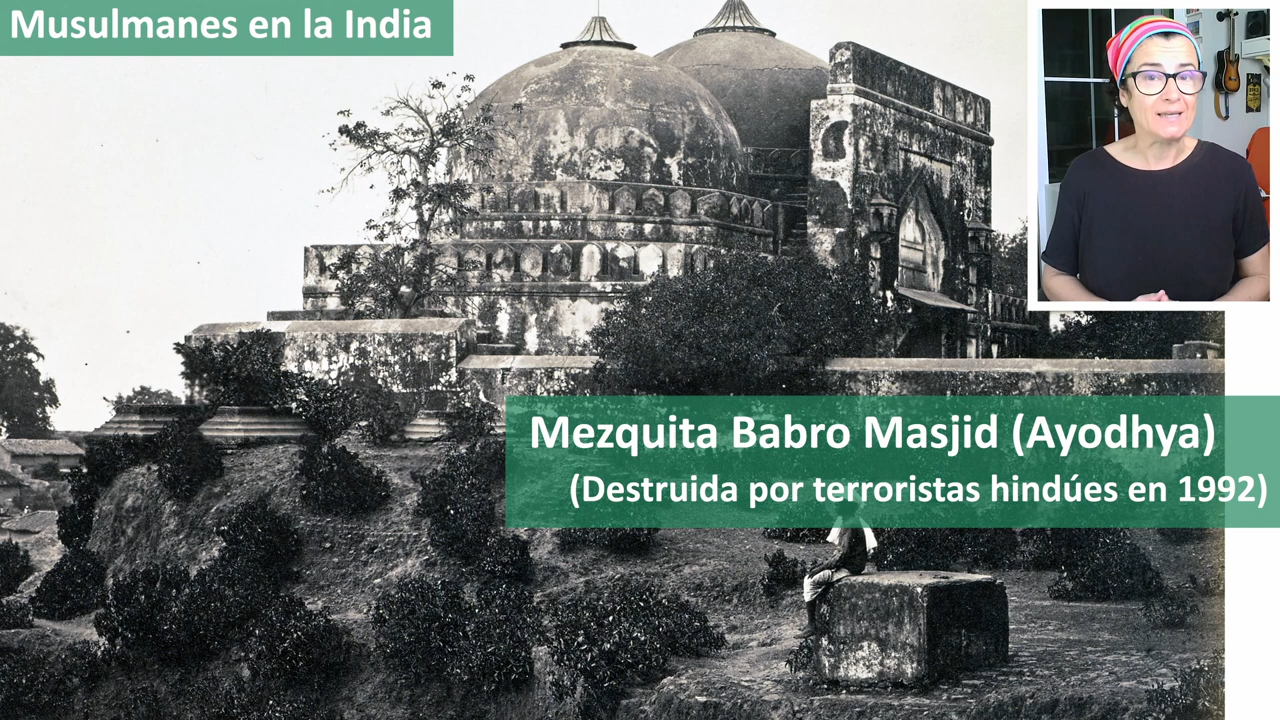 Musulmanes en la India
Mezquita Babro Masjid (Ayodhya)
(Destruida por terroristas hindúes en 1992)